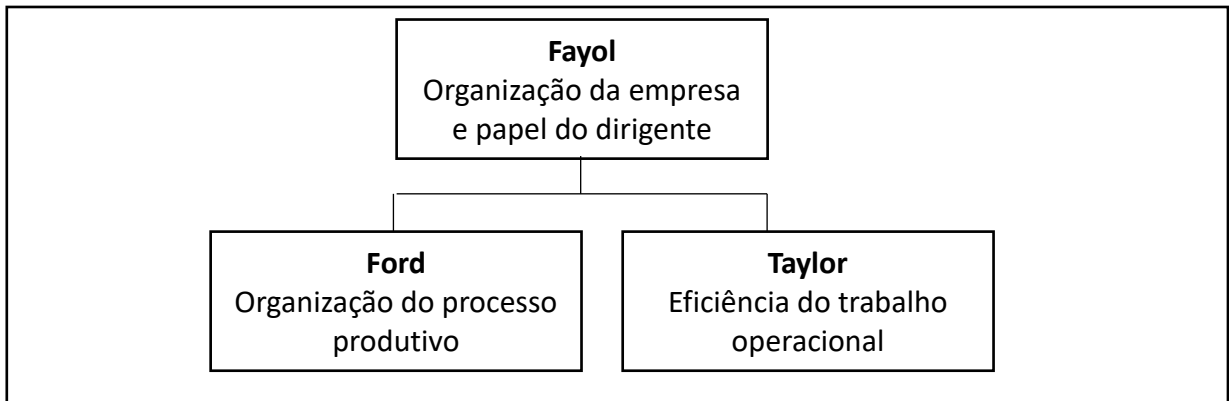 Fayol
Organização da empresa
e papel do dirigente
Ford
Organização do processo
produtivo
Taylor
Eficiência do trabalho
operacional